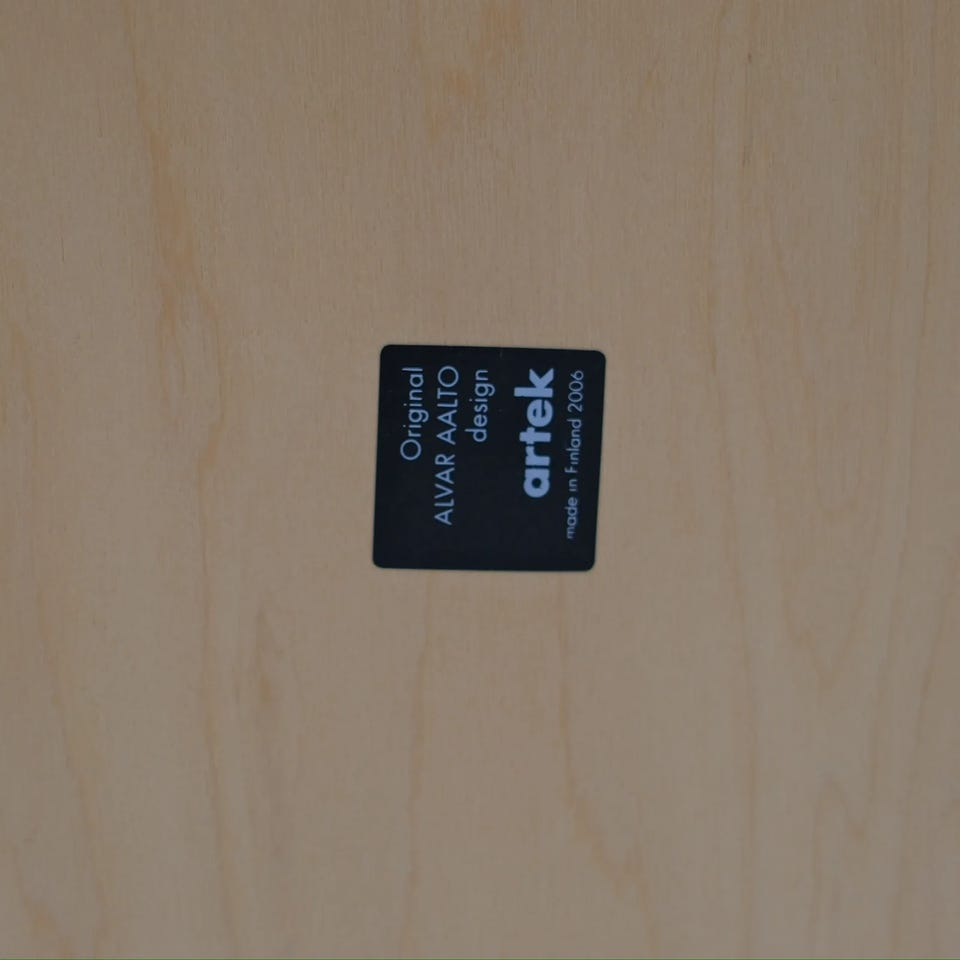 Original
ALVAR AALTO
design
artek
made in Finland 2006